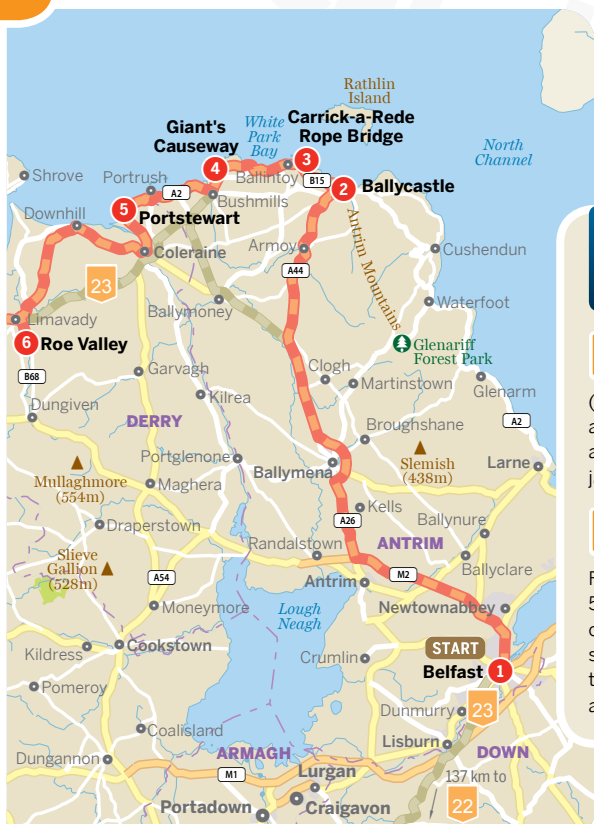 Rathlin
Island
White
Park
Bay
Carrick-a-Rede
Rope Bridge
Giant's
Causeway
North
Channel
4
3
Shrove
Portrush
A2
Ballintoy
B15
2
Ballycastle
Bushmills
5
Portstewart
Downhill
Antrim Mountains
Coleraine
Armoy
Cushendun
A44
23
Ballymoney
Waterfoot
Limavady
6
Roe Valley
Glenariff
Forest Park
B68
Garvagh
Clogh
Martinstown
Glenarm
Kilrea
Dungiven
A2
DERRY
Broughshane
Portglenone
Ballymena
Slemish
(438m)
Larne
Mullaghmore
(554m)
Maghera
Kells
Draperstown
A26
Ballynure
Randalstown
ANTRIM
Slieve
Gallion
(528m)
A54
M2
Ballyclare
Antrim
Moneymore
Lough
Neagh
Newtownabbey
START
Kildress
Cookstown
Crumlin
Belfast
1
Pomeroy
Dunmurry
23
Coalisland
Lisburn
Dungannon
ARMAGH
DOWN
M1
Lurgan
137 km to
22
Portadown
Craigavon
(
a
a
j
F
5
c
s
t
a